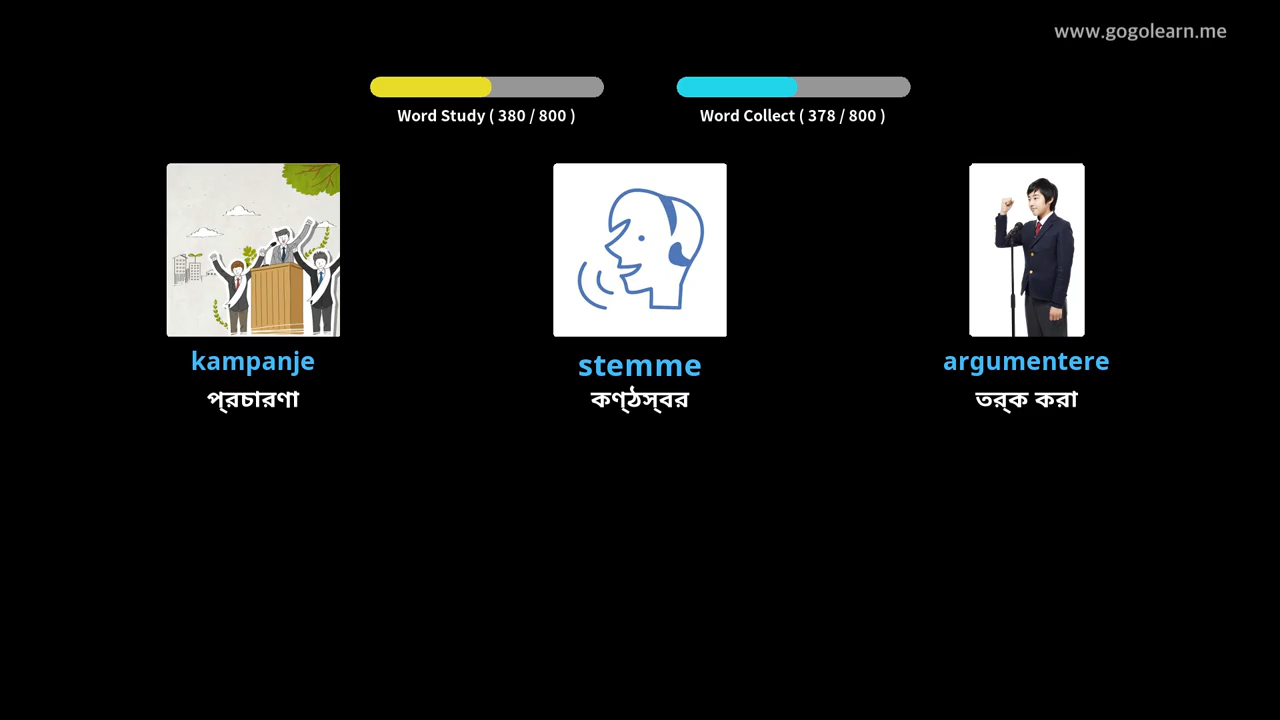 www.gogolearn.me
Word Study ( 380 / 800 )
Word Collect ( 378 / 800 )
kampanje
stemme
argumentere
প্রচারণা
কণ্ঠস্বর
তর্ক করা